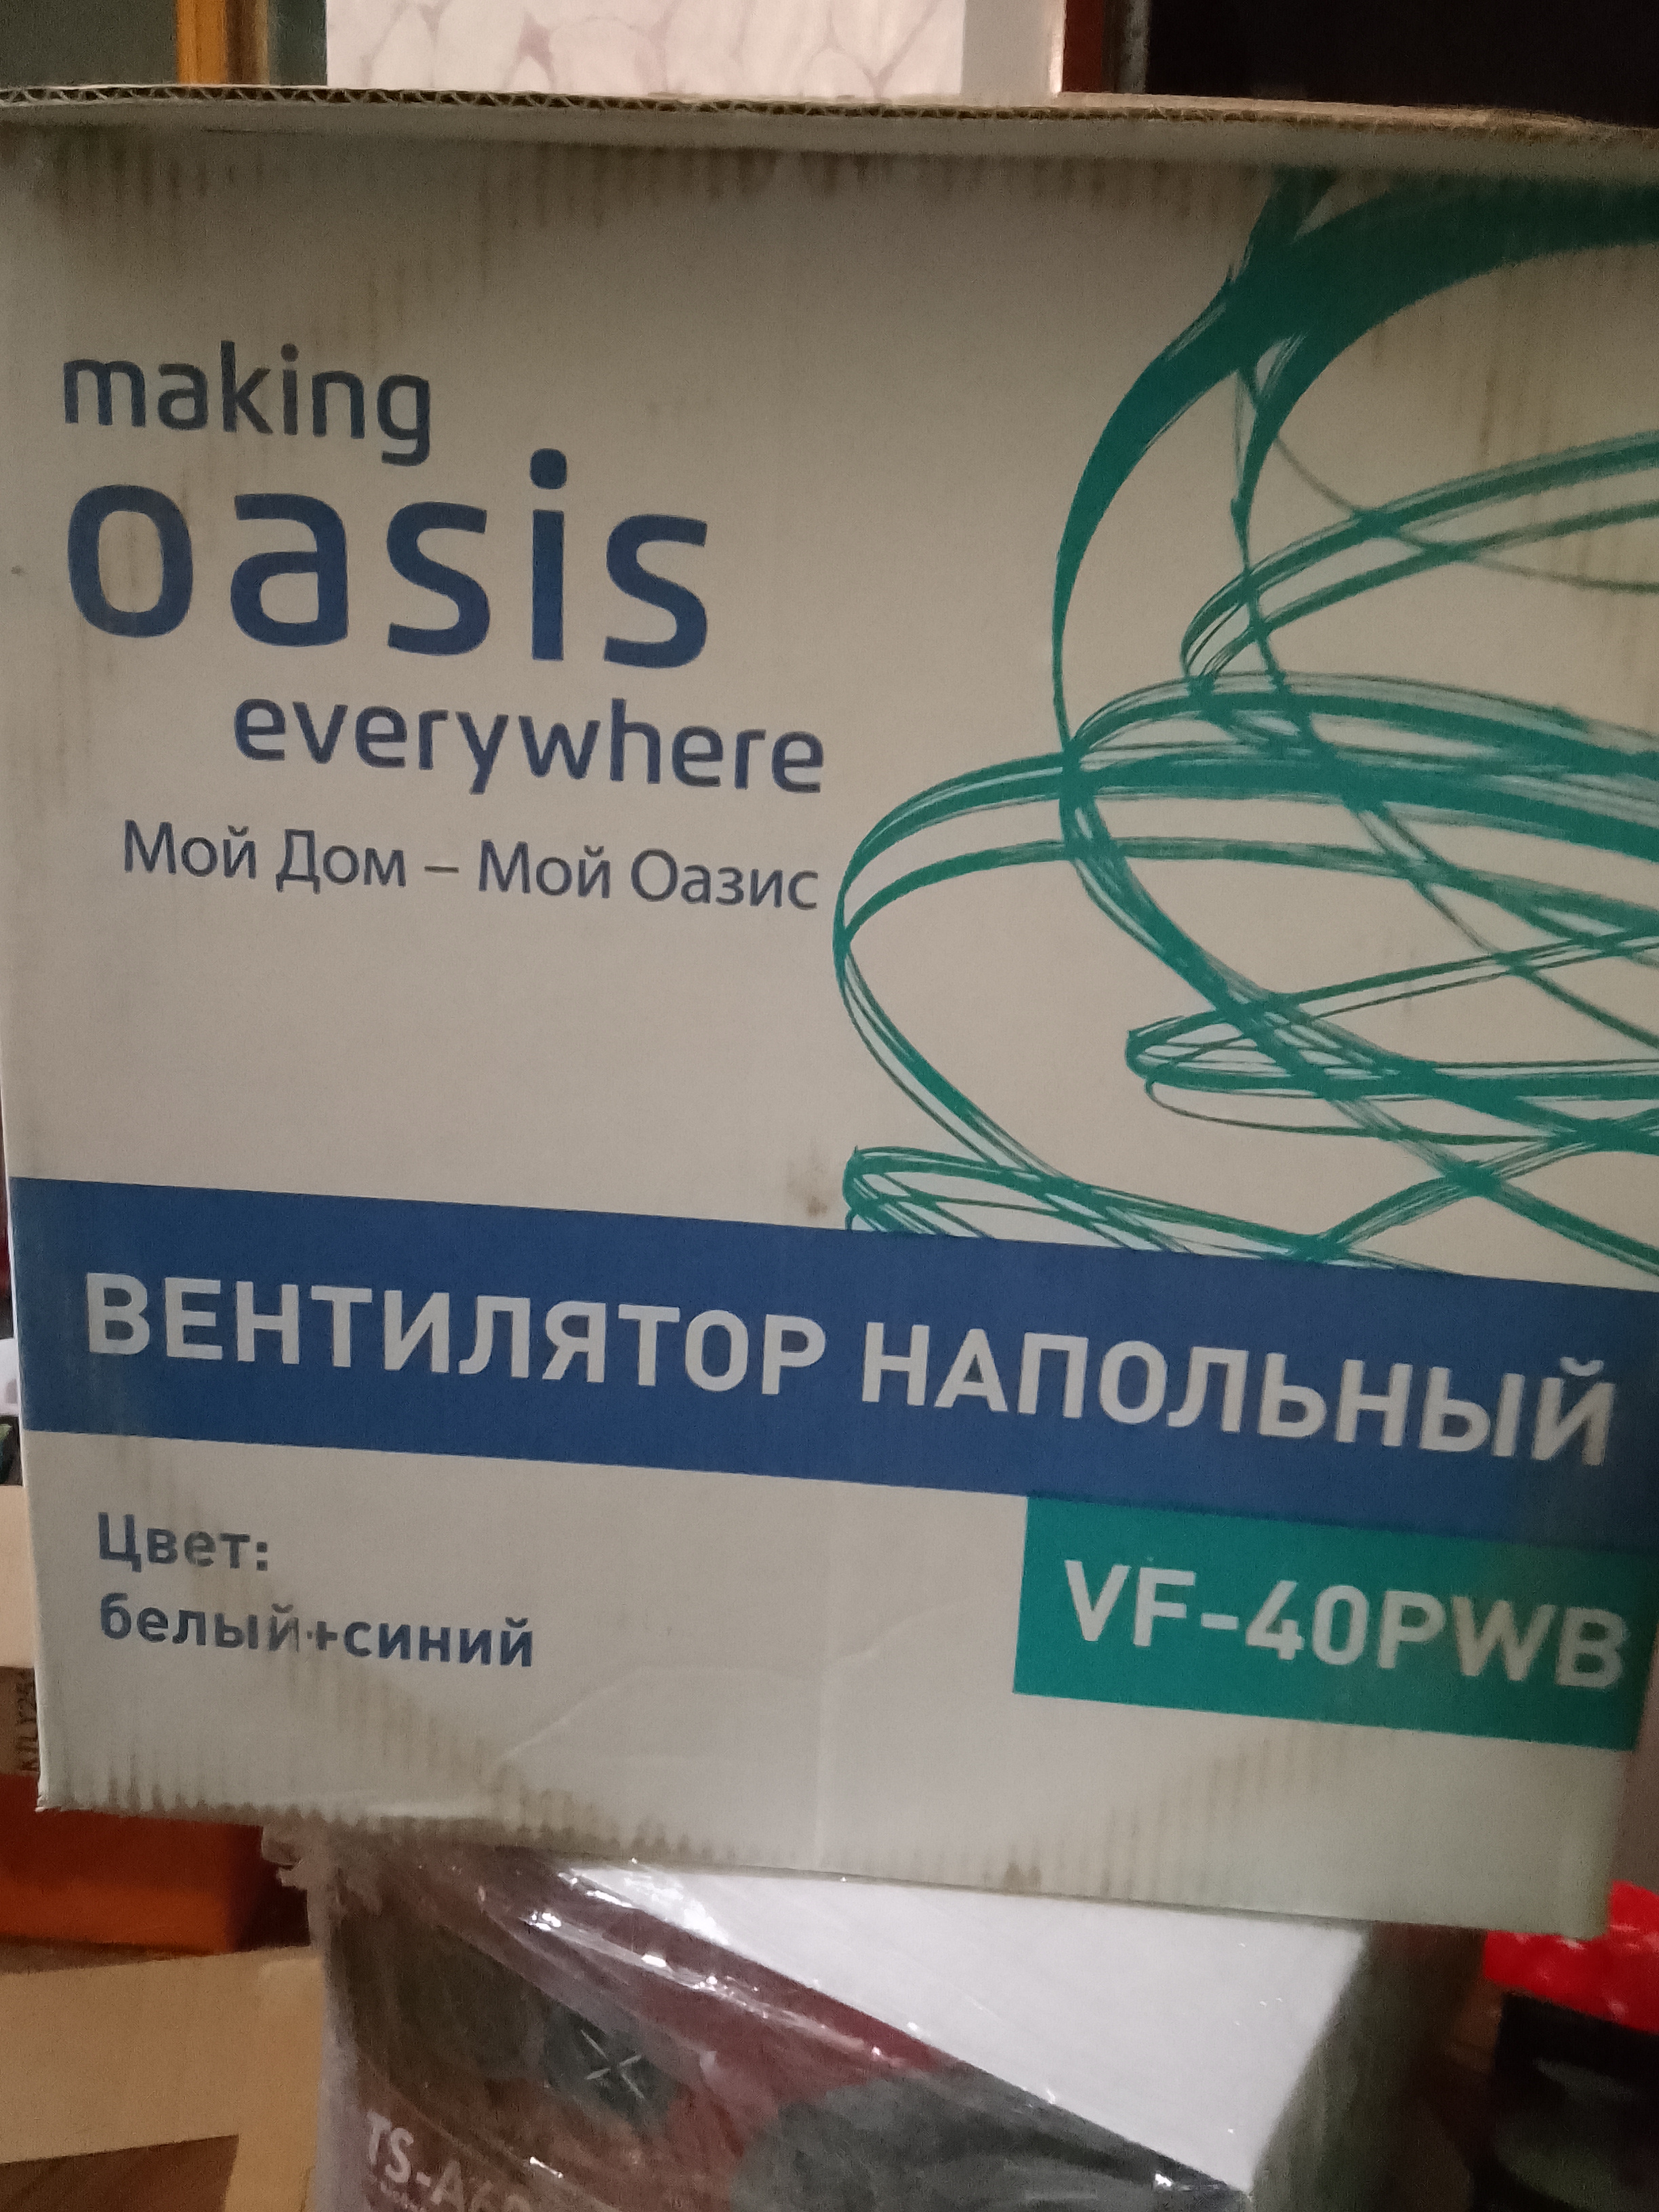 making
oasis
everywhere
Мой Дом – Мой Оазис
ВЕНТИЛЯТОР НАПОЛЬНЫЙ
Цвет:
белый+синий
VF-40PWB